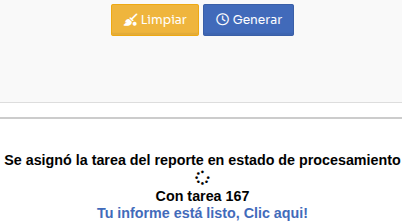 Limpiar Generar
Se asignó la tarea del reporte en estado de procesamiento
Con tarea 167
Tu informe está listo, Clic aqui!